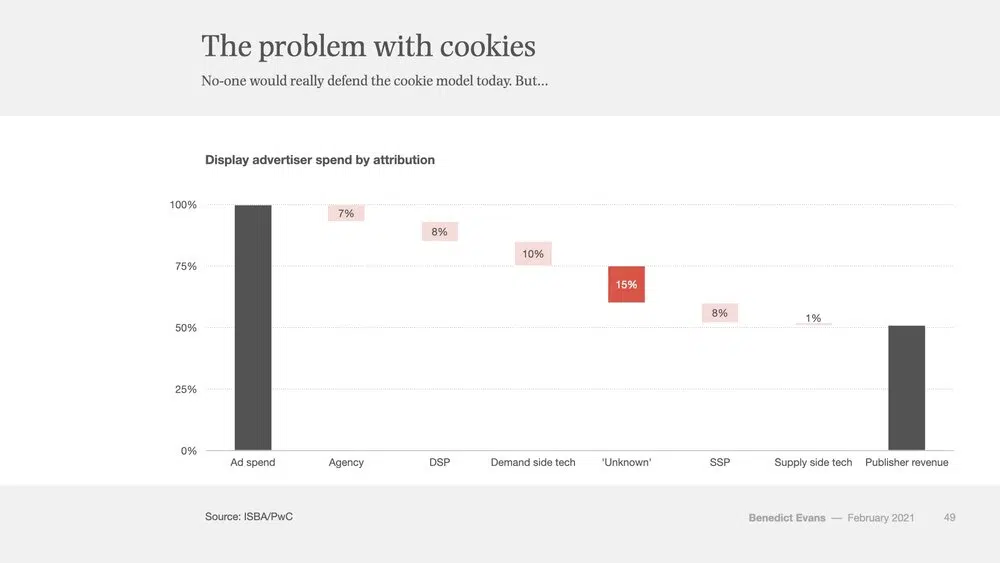 The problem with cookies
No-one would really defend the cookie model today. But...
Display advertiser spend by attribution
100%
75%
50%
25%
0%
7%
8%
10%
15%
8%
1%
Ad spend
Agency
DSP
Demand side tech
'Unknown'
SSP
Supply side tech
Publisher revenue
Source: ISBA/PwC
Benedict Evans — February 2021 49